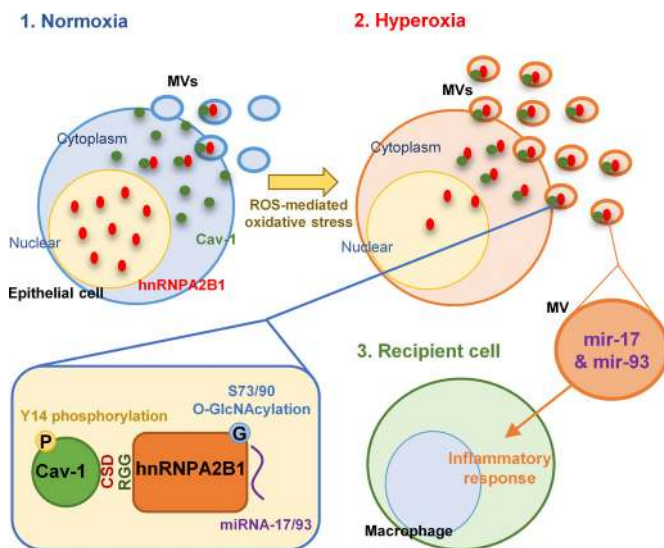 1. Normoxia
2. Hyperoxia
MVs
MVs
Cytoplasm
Cytoplasm
ROS-mediated
oxidative stress
Nuclear
Cav-1
Nuclear
hnRNPA2B1
Epithelial cell
MV
mir-17
& mir-93
3. Recipient cell
S73/90
O-GlcNAcylation
Y14 phosphorylation
P
G
Cav-1
CSD
RGG
hnRNPA2B1
miRNA-17/93
Inflammatory
response
Macrophage